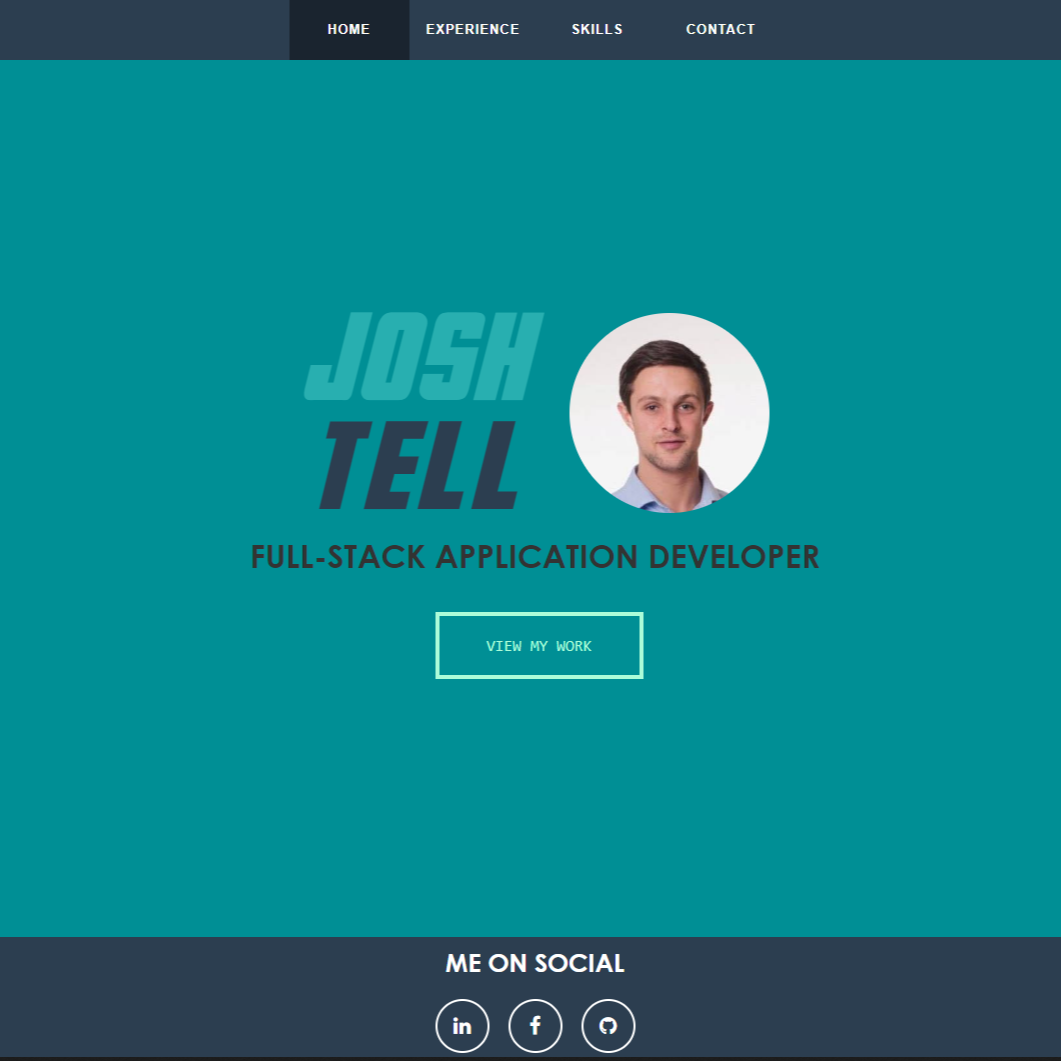 HOME EXPERIENCE SKILLS CONTACT
JOSH
TELL
FULL-STACK APPLICATION DEVELOPER
VIEW MY WORK
ME ON SOCIAL
in f